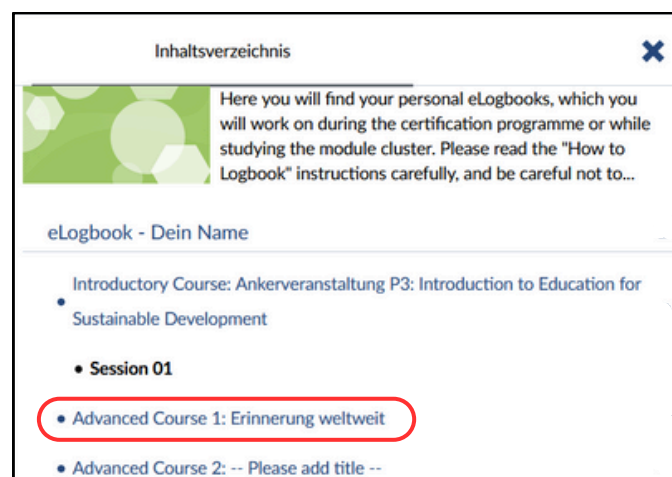 Inhaltsverzeichnis
Here you will find your personal eLogbooks, which you
will work on during the certification programme or while
studying the module cluster. Please read the "How to
Logbook" instructions carefully, and be careful not to...
eLogbook - Dein Name
Introductory Course: Ankerveranstaltung P3: Introduction to Education for
Sustainable Development
• Session 01
• Advanced Course 1: Erinnerung weltweit
• Advanced Course 2: -- Please add title --